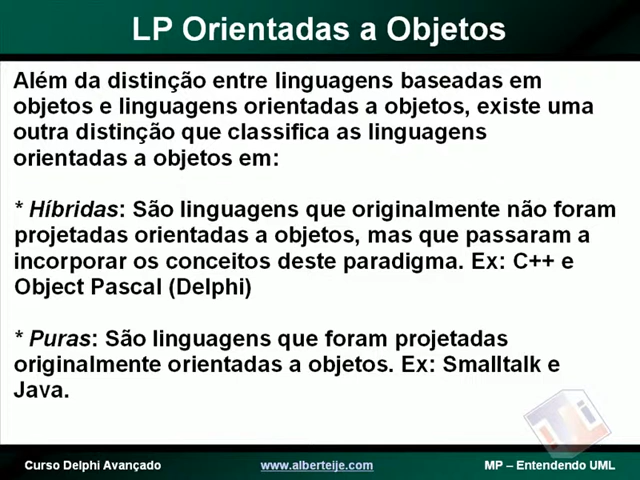 LP Orientadas a Objetos
Além da distinção entre linguagens baseadas em
objetos e linguagens orientadas a objetos, existe uma
outra distinção que classifica as linguagens
orientadas a objetos em:
* Híbridas: São linguagens que originalmente não foram
projetadas orientadas a objetos, mas que passaram a
incorporar os conceitos deste paradigma. Ex: C++ e
Object Pascal (Delphi)
* Puras: São linguagens que foram projetadas
originalmente orientadas a objetos. Ex: Smalltalk e
Java.
Curso Delphi Avançado
www.alberteije.com
MP – Entendendo UML